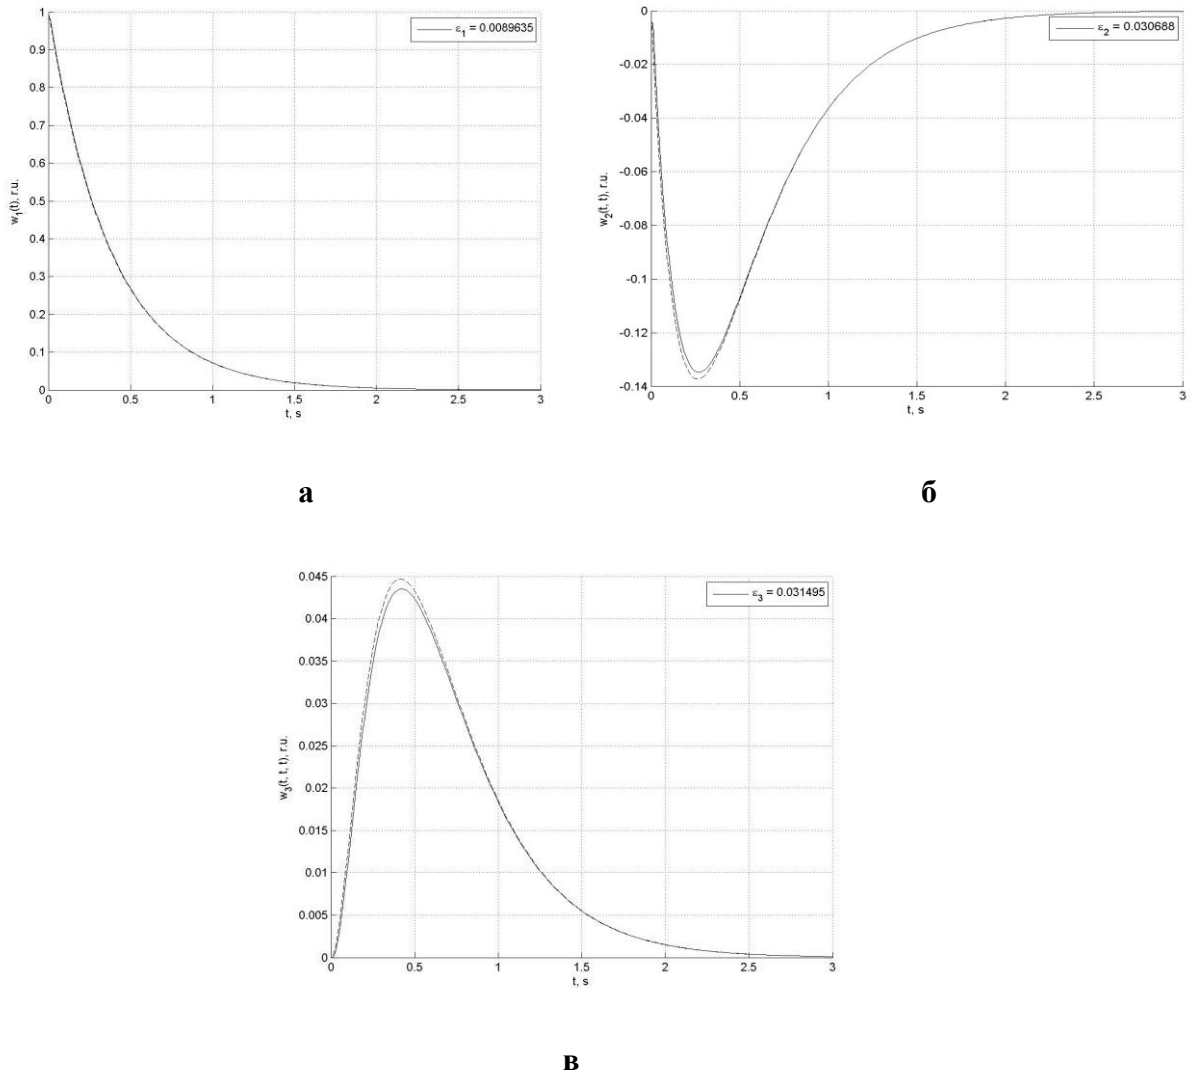 1
0.9
0.8
0.7
0.6
0.5
0.4
0.3
0.2
0.1
0
w₁(t), r.u.
ε₁ = 0.0089635
0 0.5 1 1.5 2 2.5 3
t, s
0
-0.02
-0.04
-0.06
-0.08
-0.1
-0.12
-0.14
w₂(t, t), r.u.
ε₂ = 0.030688
0 0.5 1 1.5 2 2.5 3
t, s
а
б
0.045
0.04
0.035
0.03
0.025
0.02
0.015
0.01
0.005
0
w₃(t, t, t), r.u.
ε₃ = 0.031495
0 0.5 1 1.5 2 2.5 3
t, s
в